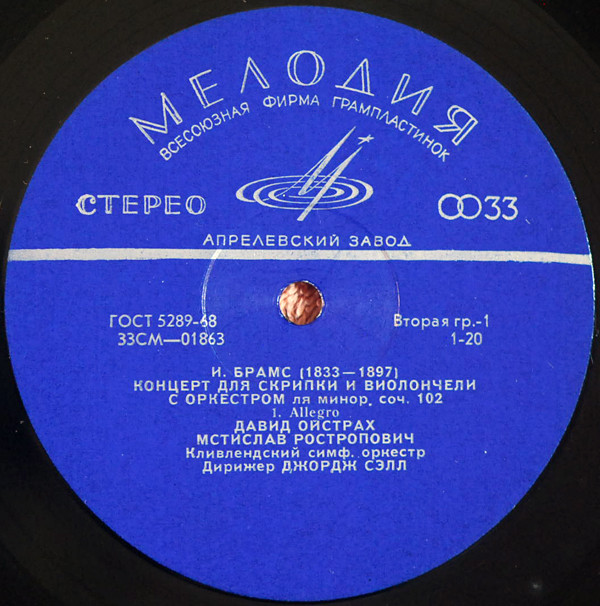 МЕЛОДИЯ
ВСЕСОЮЗНАЯ ФИРМА ГРАМПЛАСТИНОК
СТЕРЕО 33
АПРЕЛЕВСКИЙ ЗАВОД
ГОСТ 5289-68 Вторая гр.-1
33СМ—01863 1-20
И. БРАМС (1833—1897)
КОНЦЕРТ ДЛЯ СКРИПКИ И ВИОЛОНЧЕЛИ
С ОРКЕСТРОМ ля минор, соч. 102
1. Allegro
ДАВИД ОЙСТРАХ
МСТИСЛАВ РОСТРОПОВИЧ
Кливлендский симф. оркестр
Дирижер ДЖОРДЖ СЭЛЛ